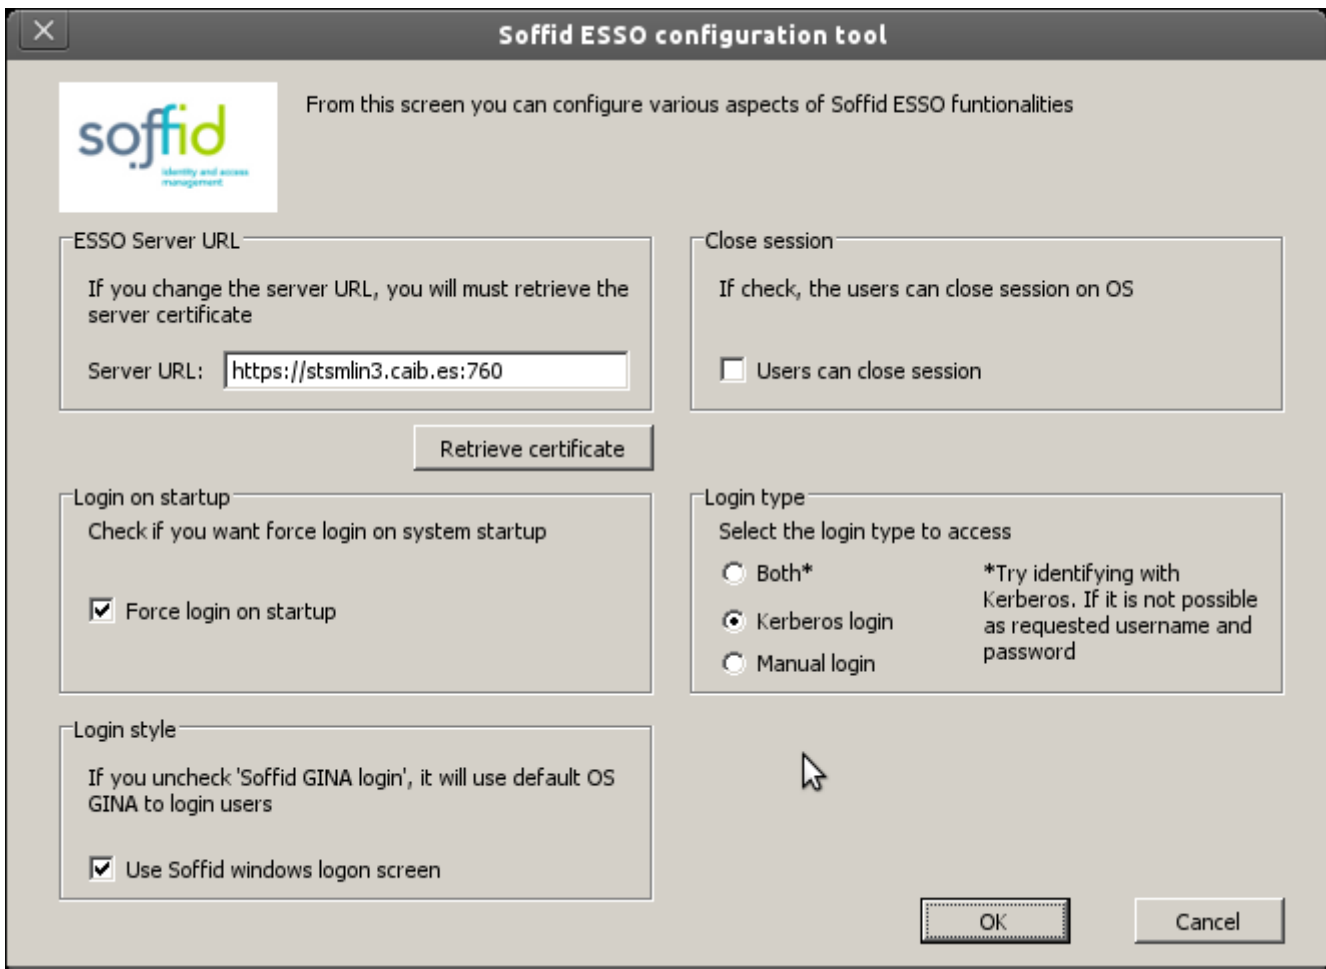 Soffid ESSO configuration tool
soffid
identity and access
management
From this screen you can configure various aspects of Soffid ESSO funtionalities
ESSO Server URL
If you change the server URL, you will must retrieve the
server certificate
Server URL: https://stsmlin3.caib.es:760
Retrieve certificate
Close session
If check, the users can close session on OS
Users can close session
Login on startup
Check if you want force login on system startup
Force login on startup
Login type
Select the login type to access
Both*
Kerberos login
Manual login
*Try identifying with
Kerberos. If it is not possible
as requested username and
password
Login style
If you uncheck 'Soffid GINA login', it will use default OS
GINA to login users
Use Soffid windows logon screen
OK
Cancel